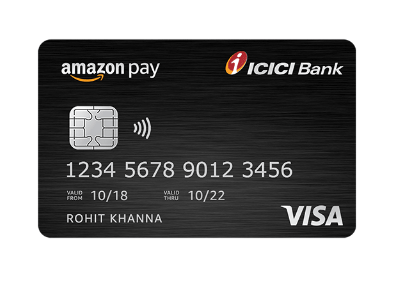 amazon pay
ICICI Bank
1234 5678 9012 3456
VALID FROM 10/18 VALID THRU 10/22
ROHIT KHANNA
VISA